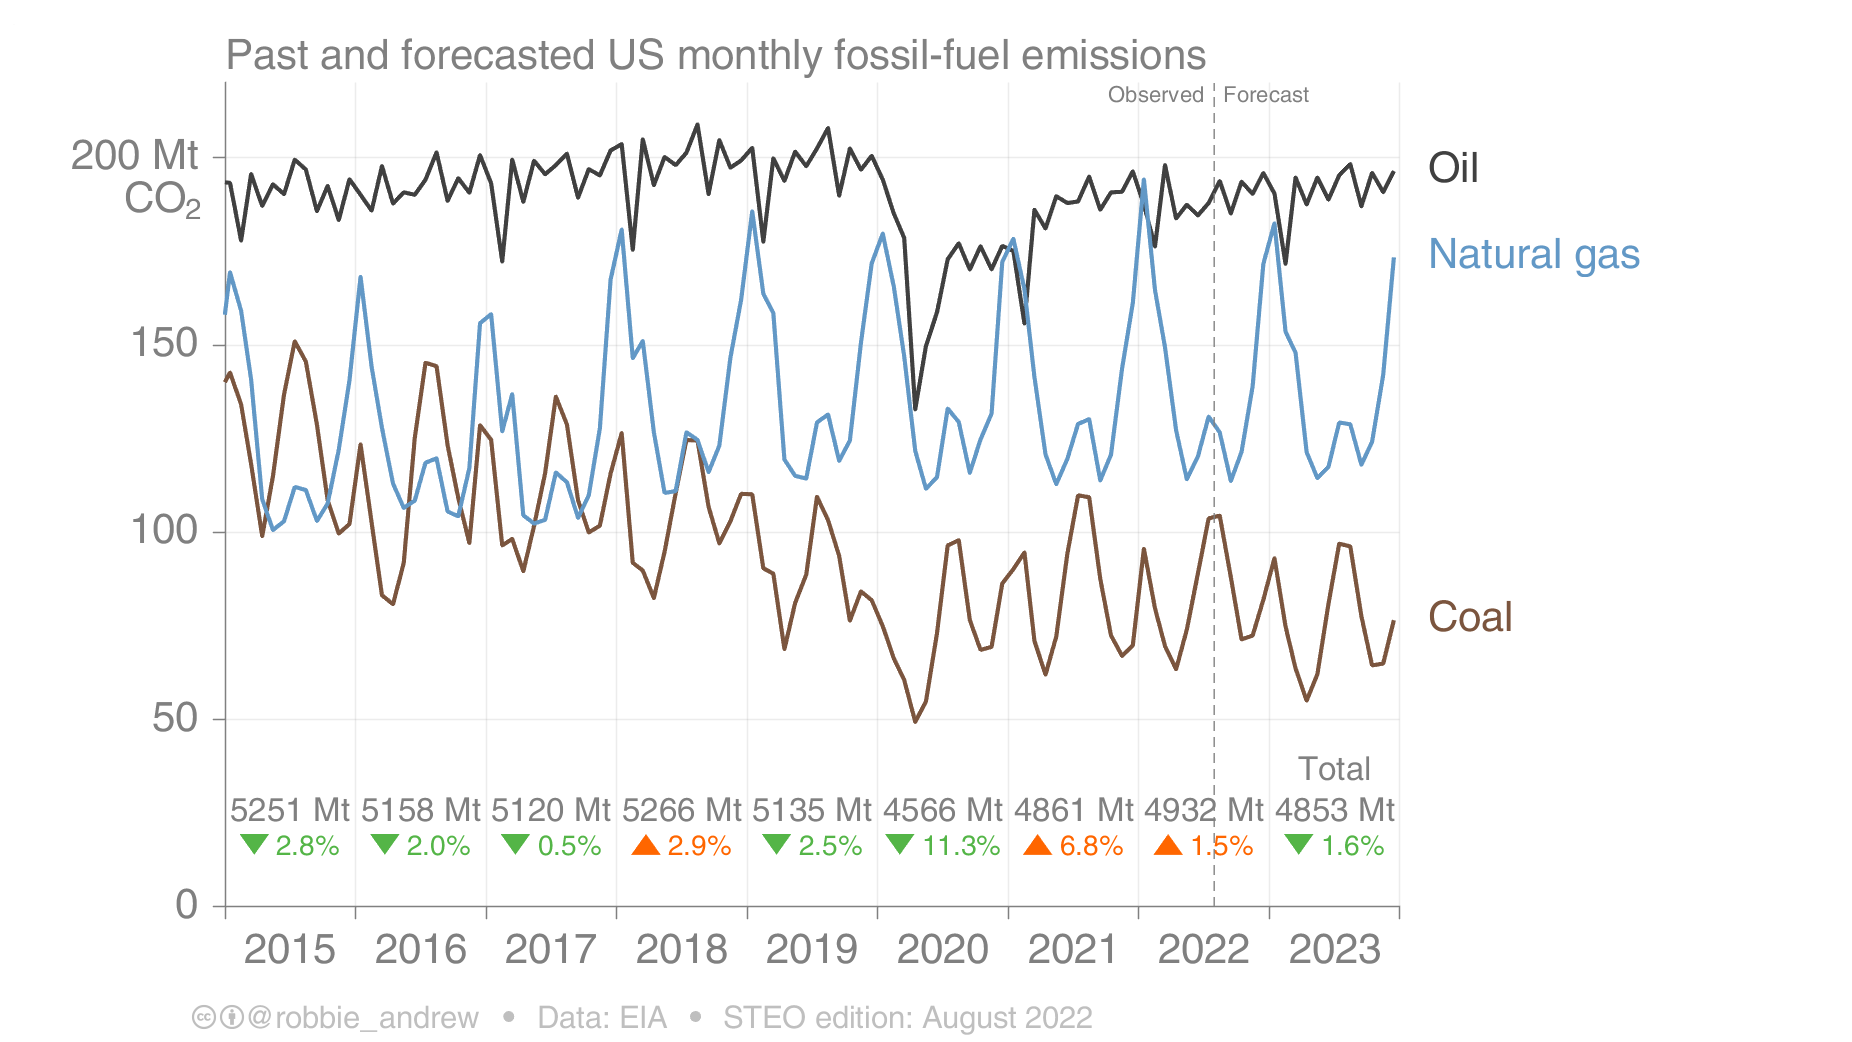 Past and forecasted US monthly fossil-fuel emissions
Observed Forecast
200 Mt
CO₂
150
100
50
0
Oil
Natural gas
Coal
Total
5251 Mt 5158 Mt 5120 Mt 5266 Mt 5135 Mt 4566 Mt 4861 Mt 4932 Mt 4853 Mt
▼ 2.8% ▼ 2.0% ▼ 0.5% ▲ 2.9% ▼ 2.5% ▼ 11.3% ▲ 6.8% ▲ 1.5% ▼ 1.6%
2015 2016 2017 2018 2019 2020 2021 2022 2023
cc @robbie_andrew • Data: EIA • STEO edition: August 2022